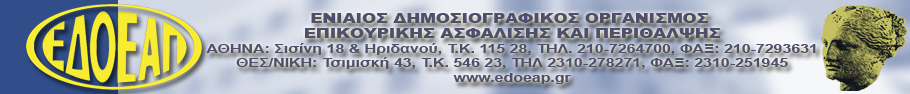 ΕΔΟΕΑΠ
ΕΝΙΑΙΟΣ ΔΗΜΟΣΙΟΓΡΑΦΙΚΟΣ ΟΡΓΑΝΙΣΜΟΣ
ΕΠΙΚΟΥΡΙΚΗΣ ΑΣΦΑΛΙΣΗΣ ΚΑΙ ΠΕΡΙΘΑΛΨΗΣ
ΑΘΗΝΑ: Σισίνη 18 & Ηριδανού, Τ.Κ. 115 28, ΤΗΛ. 210-7264700, ΦΑΞ: 210-7293631
ΘΕΣ/ΝΙΚΗ: Τσιμισκή 43, Τ.Κ. 546 23, ΤΗΛ 2310-278271, ΦΑΞ: 2310-251945
www.edoeap.gr